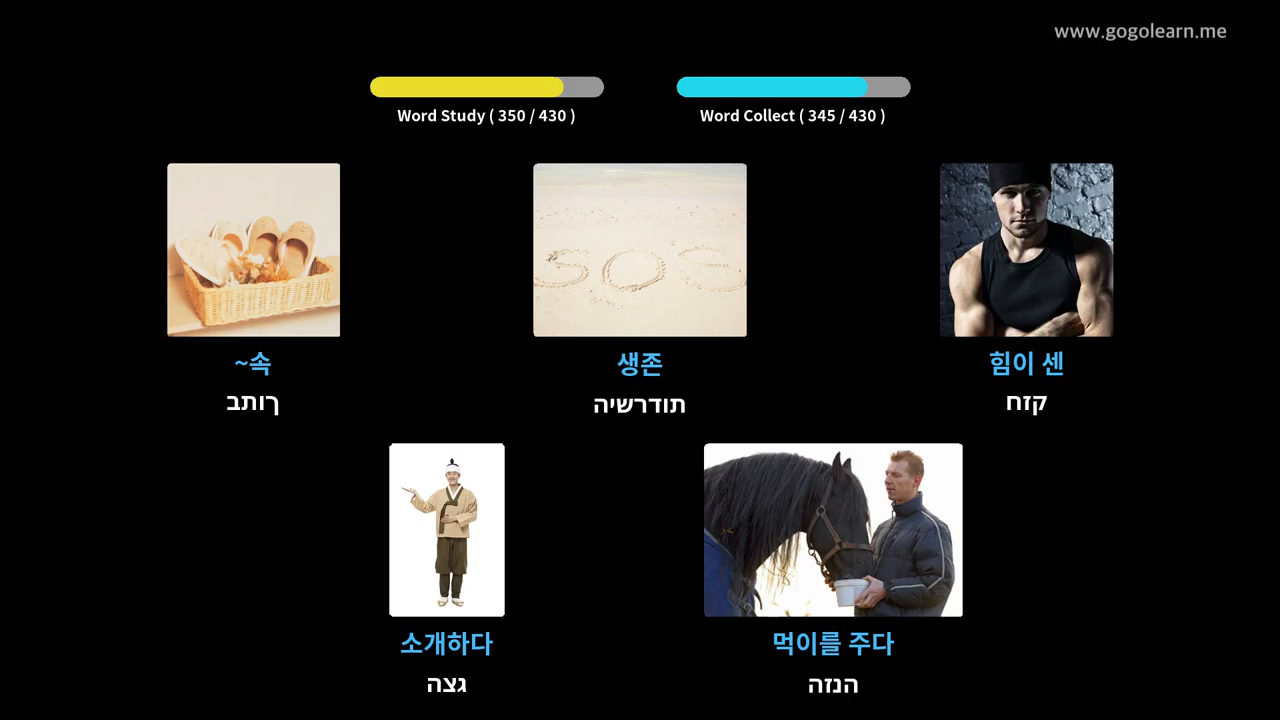 www.gogolearn.me
Word Study ( 350 / 430 )
Word Collect ( 345 / 430 )
~속
ךותב
생존
תודרשיה
힘이 센
קזח
소개하다
גצה
먹이를 주다
הנזה